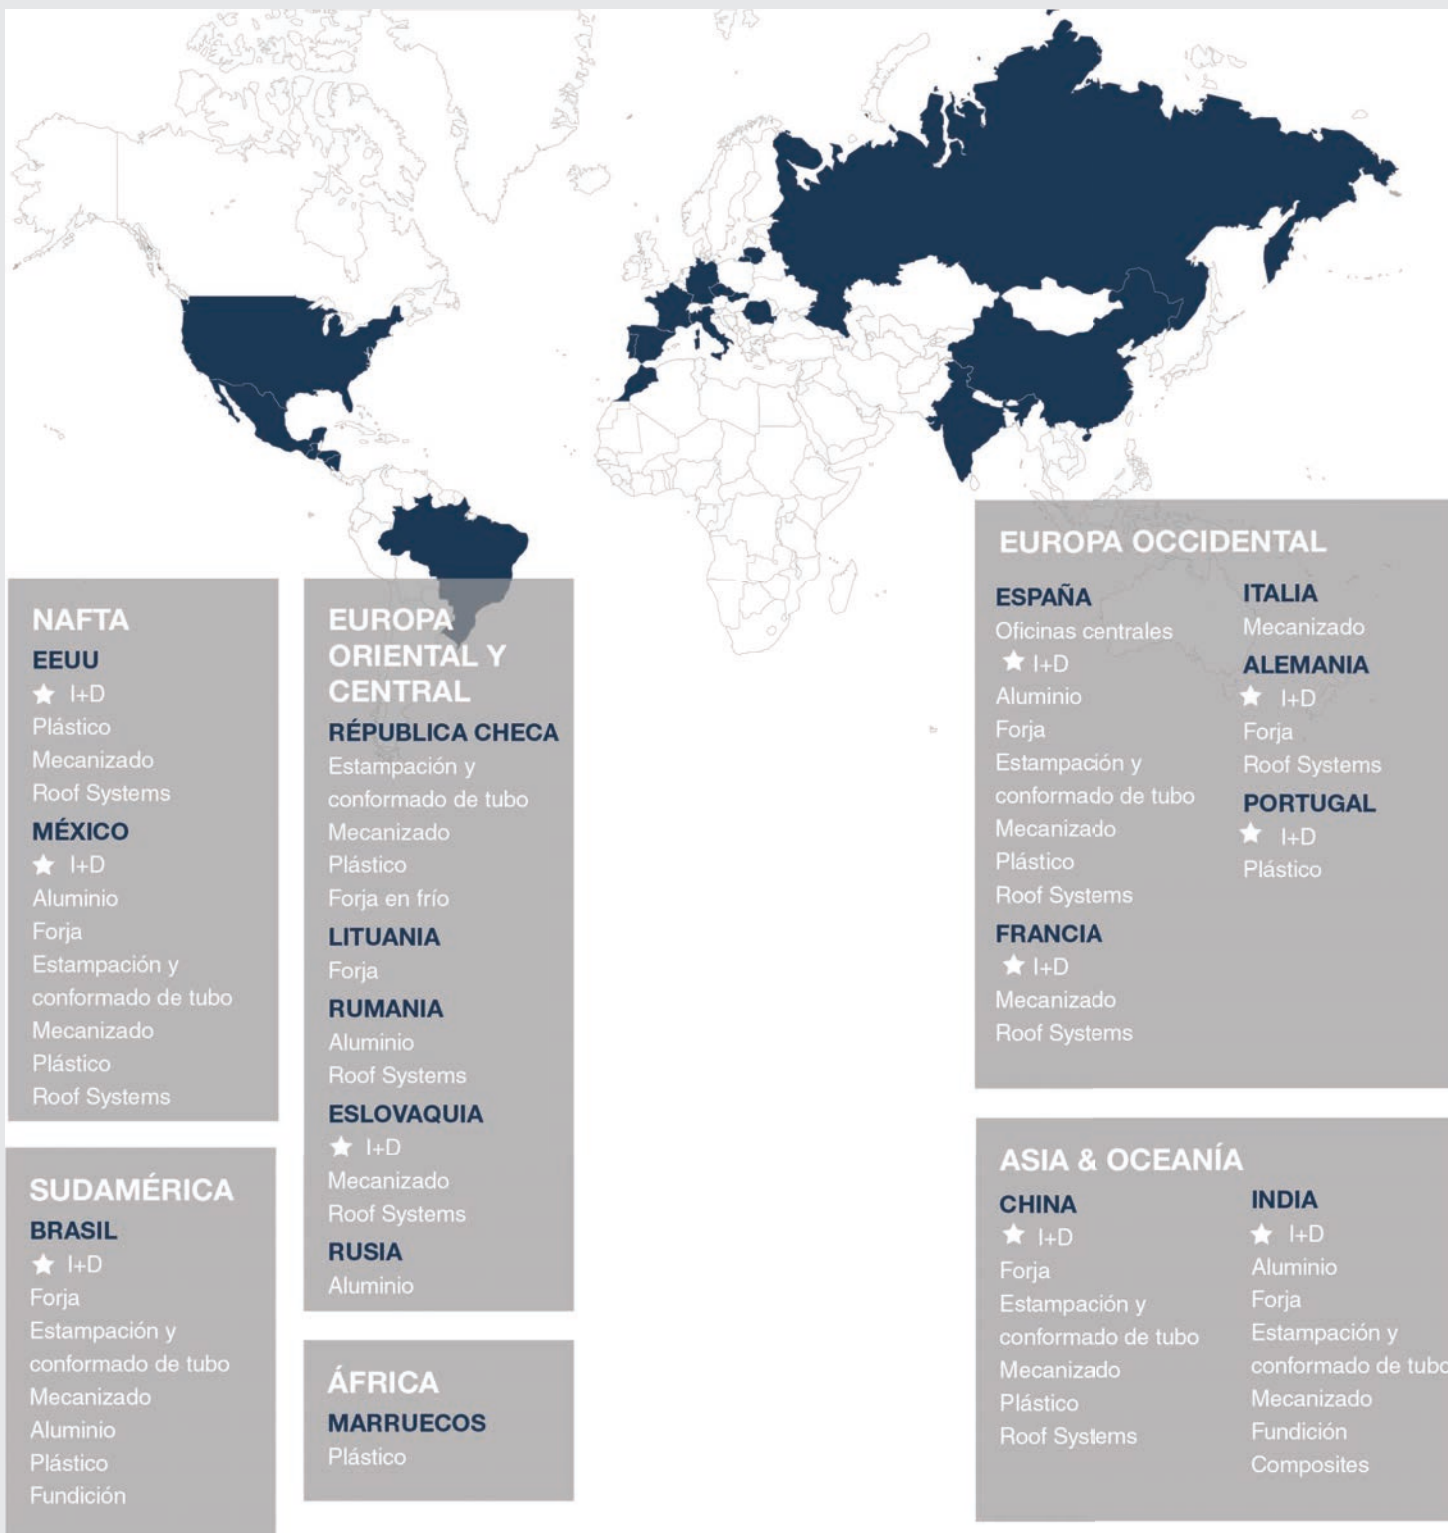 NAFTA
EEUU
I+D
Plástico
Mecanizado
Roof Systems
MÉXICO
I+D
Aluminio
Forja
Estampación y
conformado de tubo
Mecanizado
Plástico
Roof Systems
SUDAMÉRICA
BRASIL
I+D
Forja
Estampación y
conformado de tubo
Mecanizado
Aluminio
Plástico
Fundición
EUROPA
ORIENTAL Y
CENTRAL
RÉPUBLICA CHECA
Estampación y
conformado de tubo
Mecanizado
Plástico
Forja en frío
LITUANIA
Forja
RUMANIA
Aluminio
Roof Systems
ESLOVAQUIA
I+D
Mecanizado
Roof Systems
RUSIA
Aluminio
ÁFRICA
MARRUECOS
Plástico
EUROPA OCCIDENTAL
ESPAÑA
Oficinas centrales
I+D
Aluminio
Forja
Estampación y
conformado de tubo
Mecanizado
Plástico
Roof Systems
FRANCIA
I+D
Mecanizado
Roof Systems
ITALIA
Mecanizado
ALEMANIA
I+D
Forja
Roof Systems
PORTUGAL
I+D
Plástico
ASIA & OCEANÍA
CHINA
I+D
Forja
Estampación y
conformado de tubo
Mecanizado
Plástico
Roof Systems
INDIA
I+D
Aluminio
Forja
Estampación y
conformado de tubo
Mecanizado
Fundición
Composites